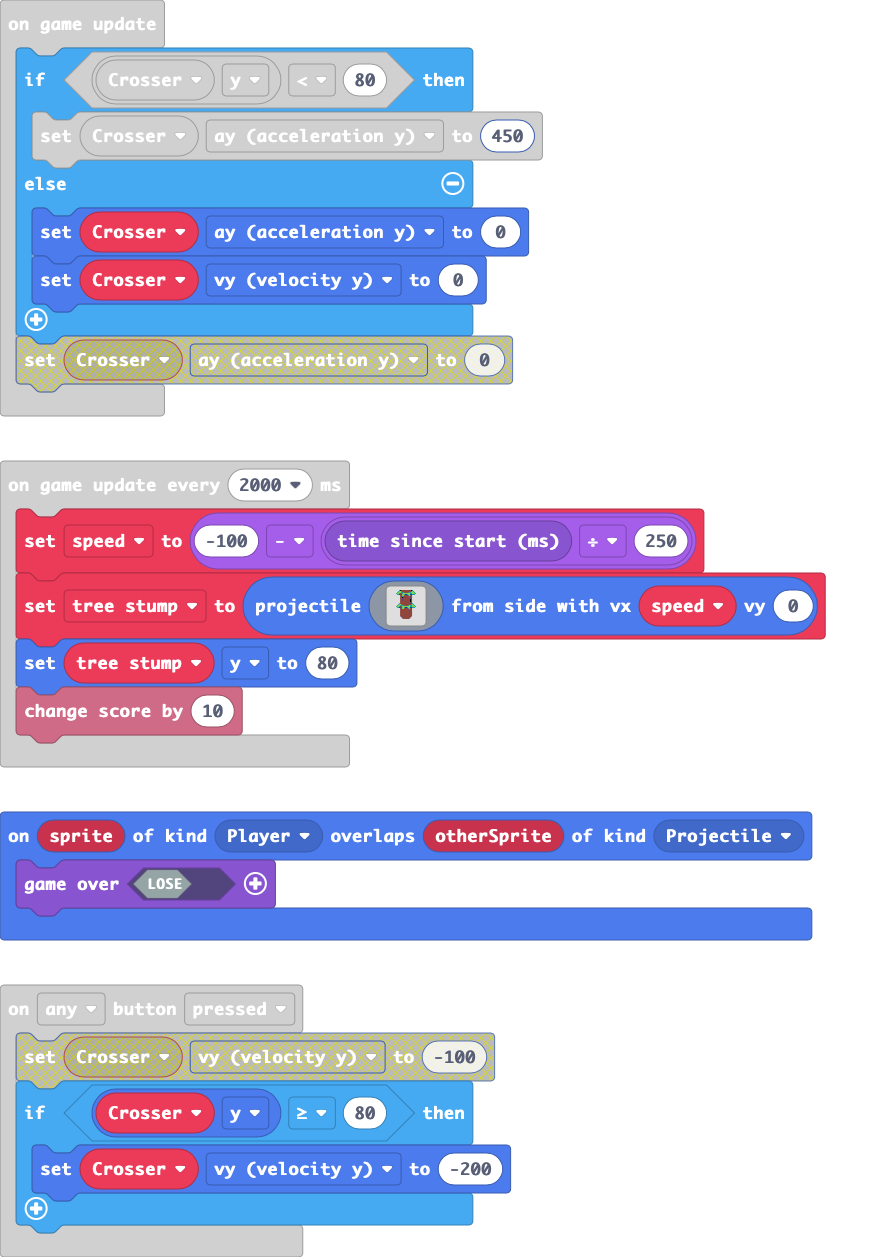 on game update
if Crosser y < 80 then
set Crosser ay (acceleration y) to 450
else
set Crosser ay (acceleration y) to 0
set Crosser vy (velocity y) to 0
set Crosser ay (acceleration y) to 0
on game update every 2000 ms
set speed to -100 - time since start (ms) ÷ 250
set tree stump to projectile from side with vx speed vy 0
set tree stump y to 80
change score by 10
on sprite of kind Player overlaps otherSprite of kind Projectile
game over LOSE
on any button pressed
set Crosser vy (velocity y) to -100
if Crosser y ≥ 80 then
set Crosser vy (velocity y) to -200